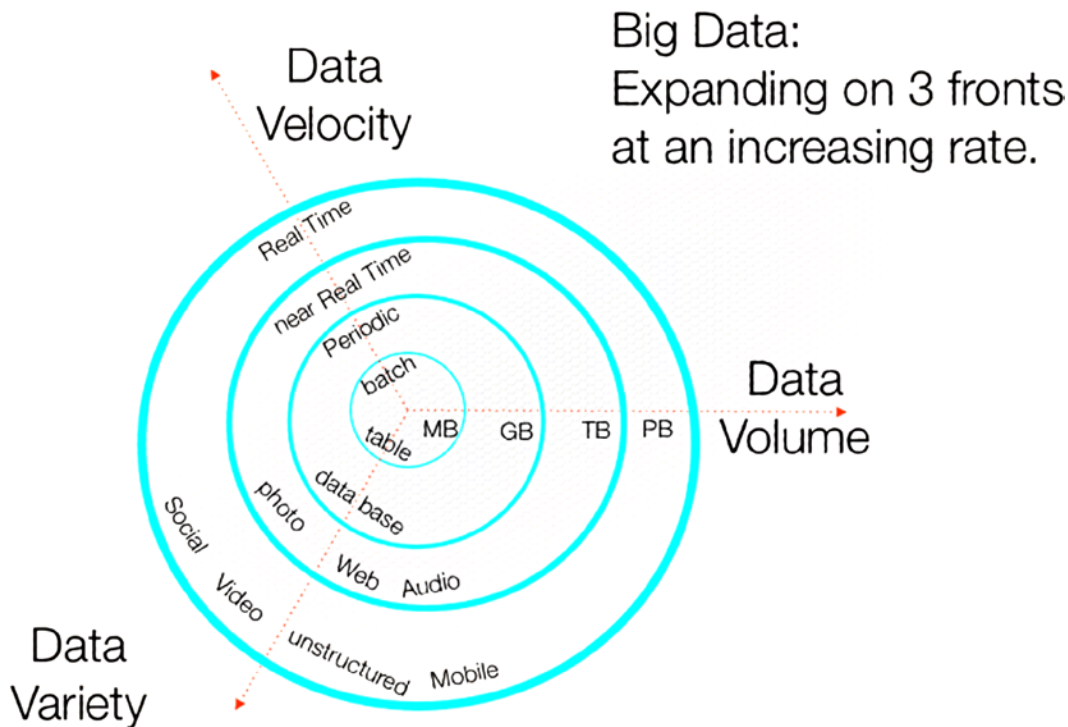 Big Data:
Expanding on 3 fronts
at an increasing rate.
Data
Velocity
Real Time
near Real Time
Periodic
batch
Data
Volume
MB GB TB PB
table
data base
photo
Web Audio
Social
Video
unstructured Mobile
Data
Variety